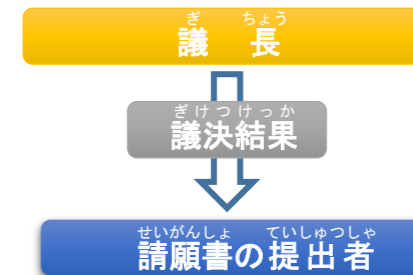 ぎ ちょう
議 長
ぎけつけっか
議決結果
せいがんしょ ていしゅつしゃ
請願書の提出者